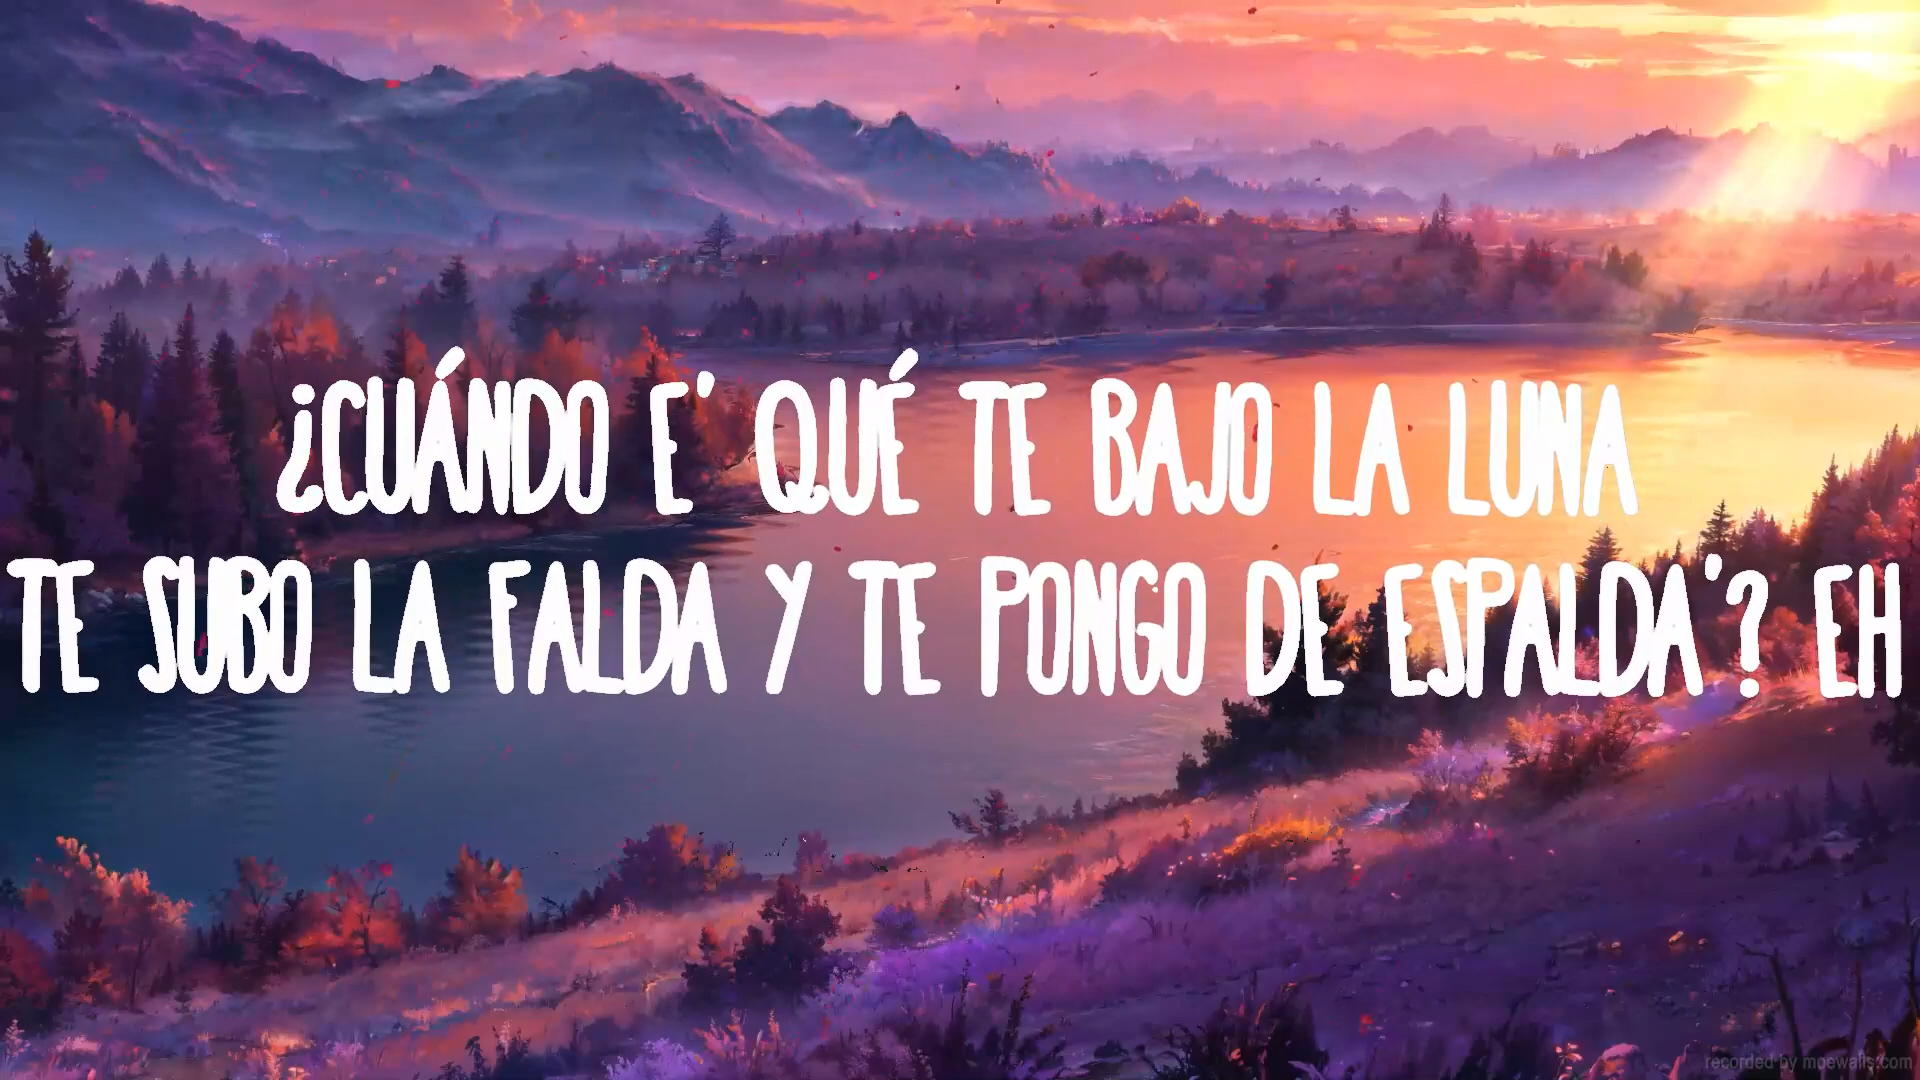 ¿CUÁNDO E' QUÉ TE BAJO LA LUNA
TE SUBO LA FALDA Y TE PONGO DE ESPALDA'? EH
recorded by moewalls.com